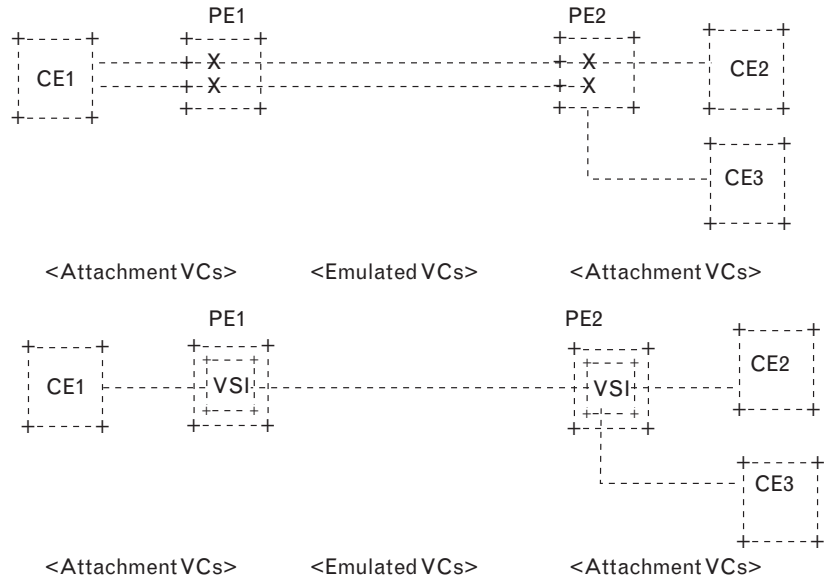 PE1 PE2
CE1 X X CE2
X X
CE3
<Attachment VCs> <Emulated VCs> <Attachment VCs>
PE1 PE2
CE1 VSI VSI CE2
CE3
<Attachment VCs> <Emulated VCs> <Attachment VCs>